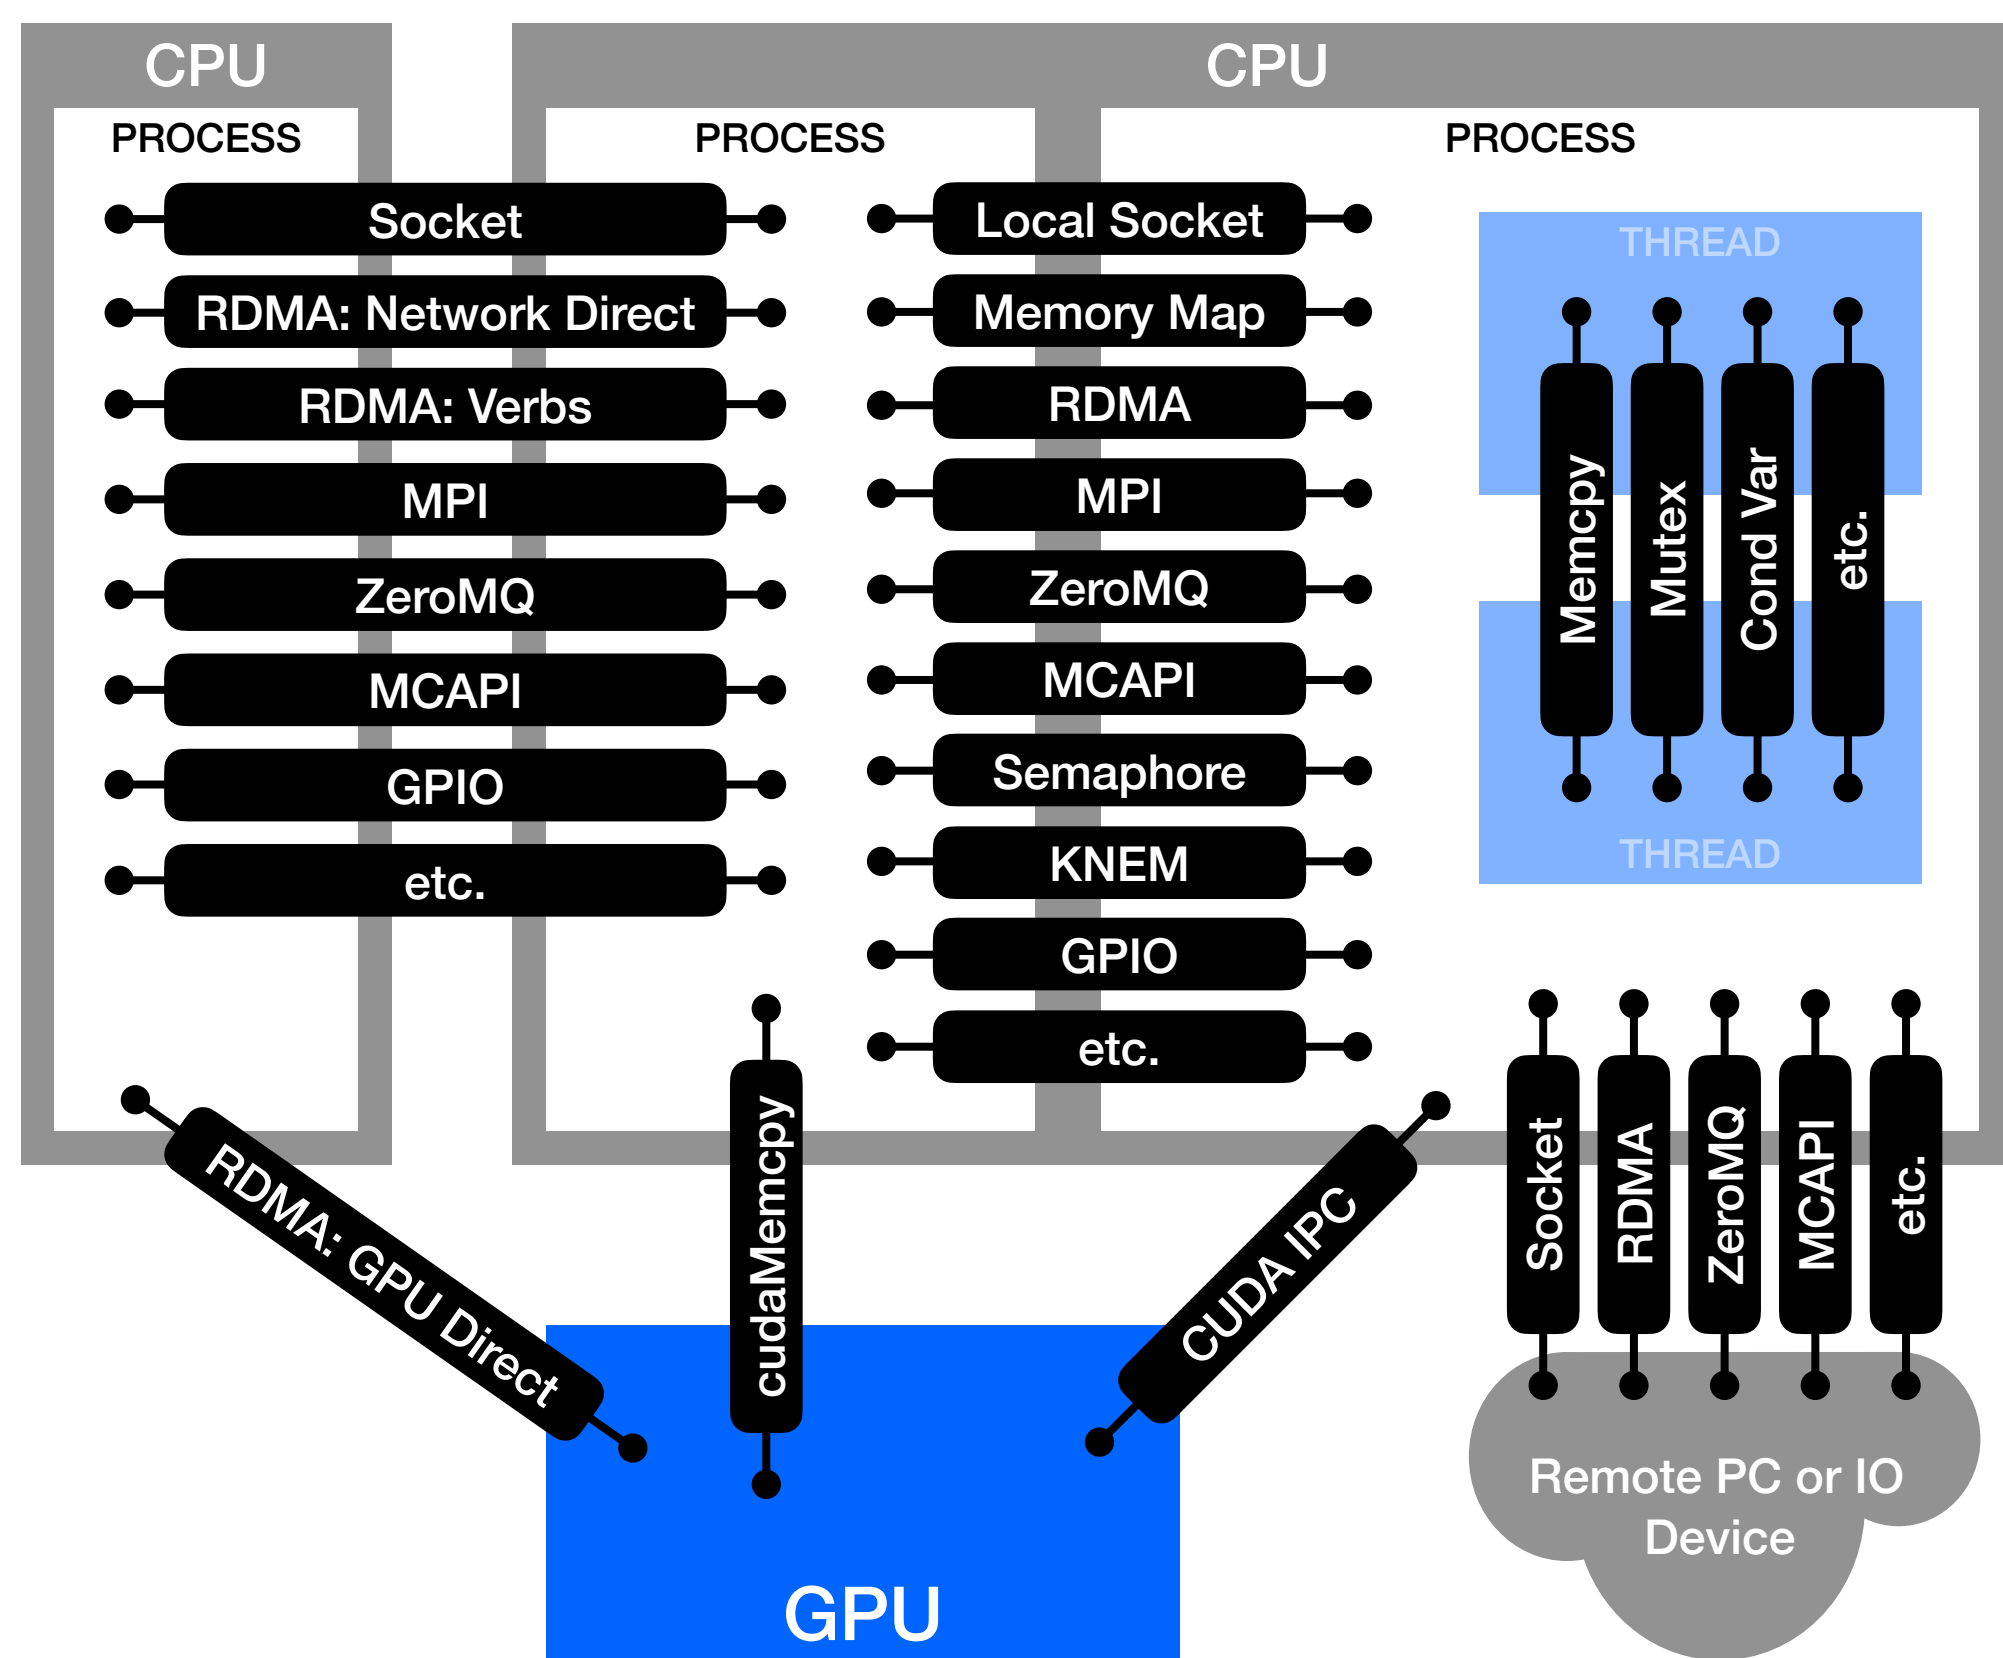 CPU
CPU
PROCESS
PROCESS
PROCESS
Socket
RDMA: Network Direct
RDMA: Verbs
MPI
ZeroMQ
MCAPI
GPIO
etc.
Local Socket
Memory Map
RDMA
MPI
ZeroMQ
MCAPI
Semaphore
KNEM
GPIO
etc.
THREAD
Memcpy
Mutex
Cond Var
etc.
THREAD
RDMA: GPU Direct
cudaMemcpy
CUDA IPC
Socket
RDMA
ZeroMQ
MCAPI
etc.
Remote PC or IO
Device
GPU